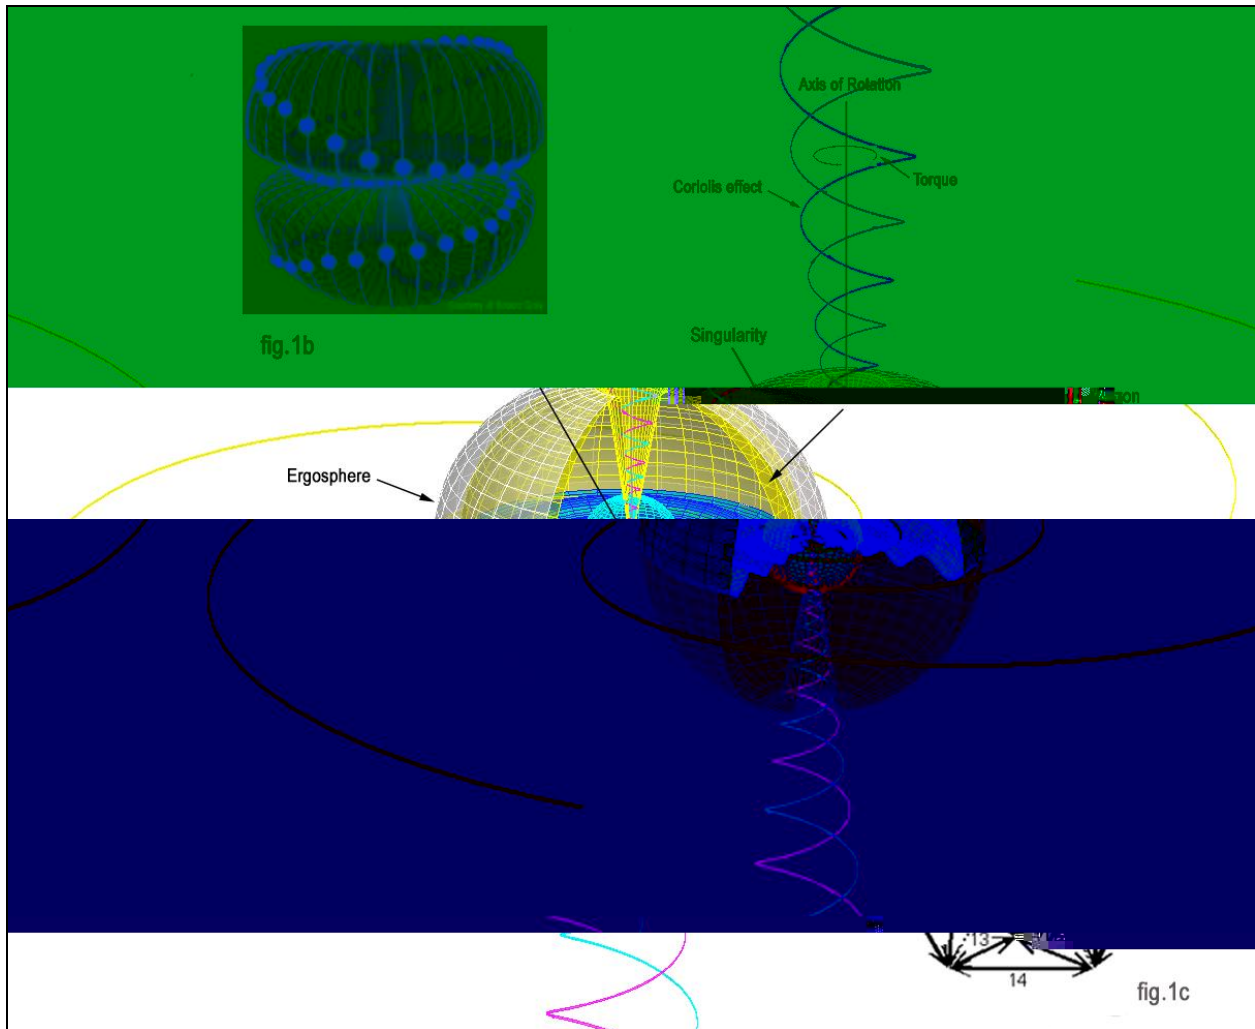 Axis of Rotation
Torque
Coriolis effect
fig.1b
Singularity
Ergosphere
13
14
fig.1c